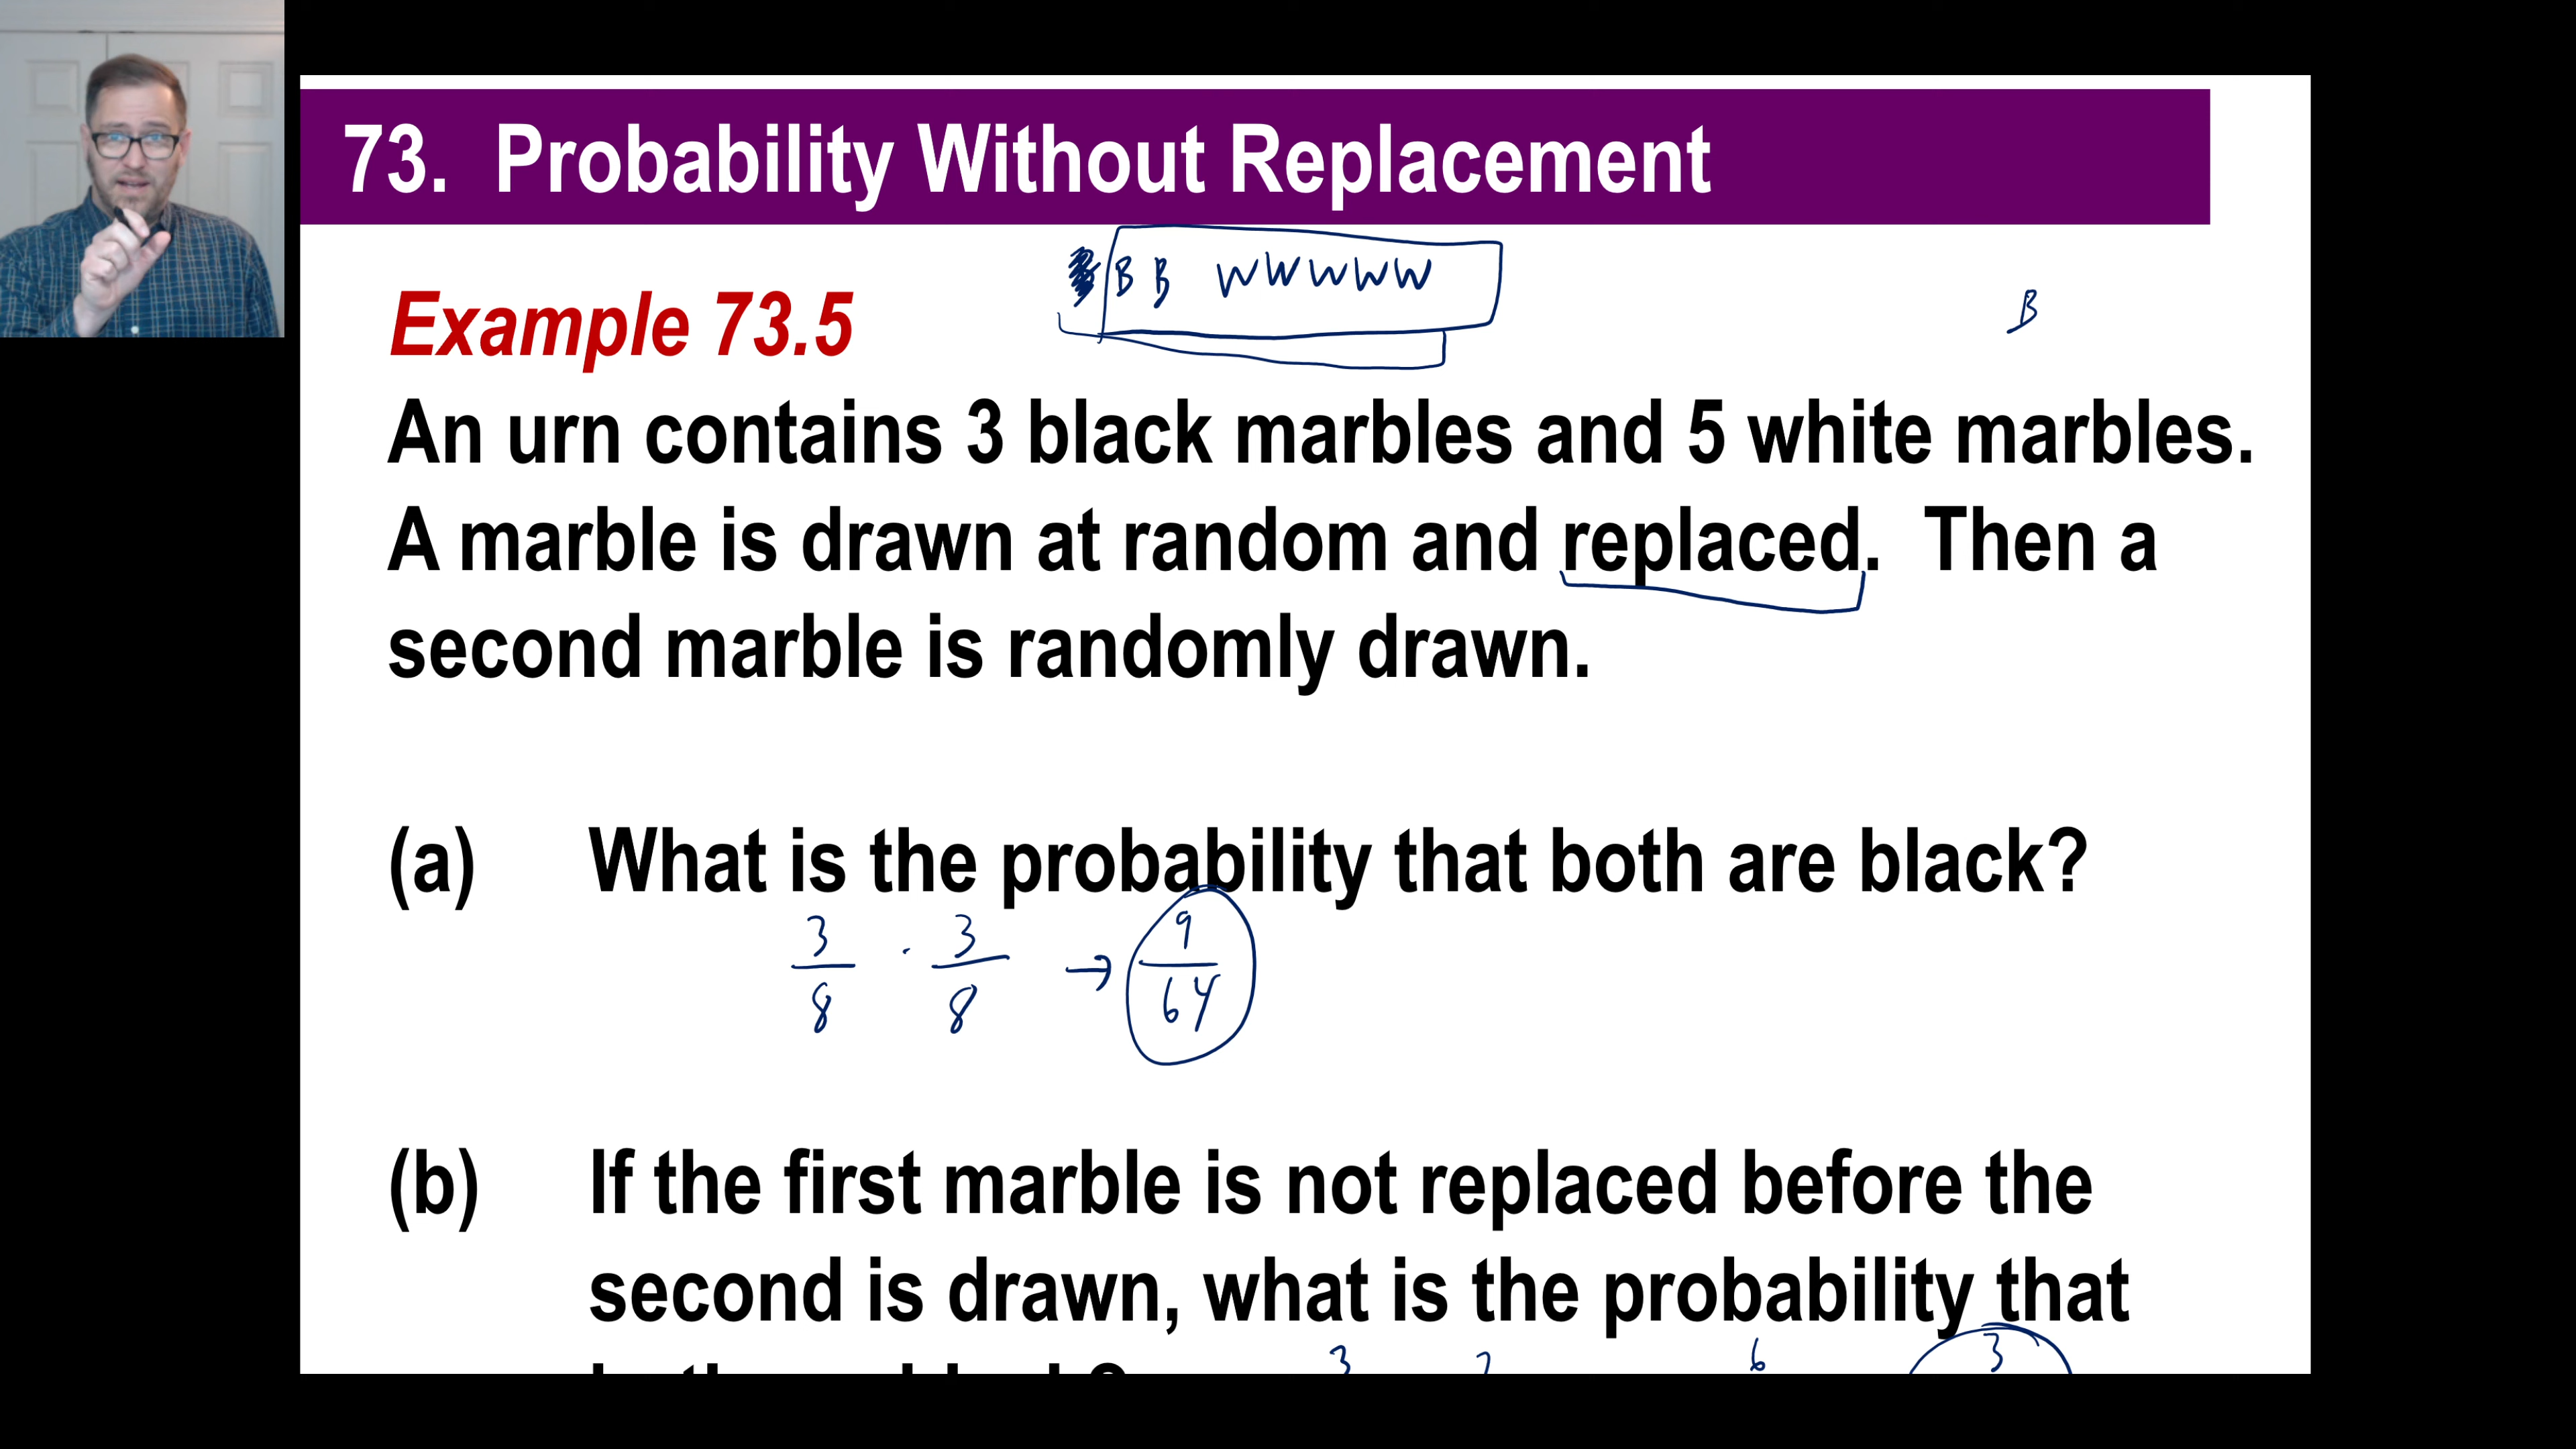 73. Probability Without Replacement
B B W W W W W
B
Example 73.5
An urn contains 3 black marbles and 5 white marbles.
A marble is drawn at random and replaced. Then a
second marble is randomly drawn.
(a) What is the probability that both are black?
3/8 · 3/8 → 9/64
(b) If the first marble is not replaced before the
second is drawn, what is the probability that
3 6 3